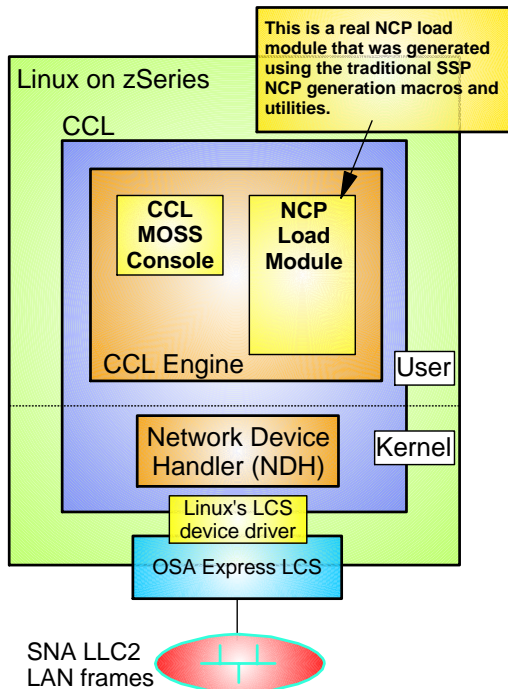 This is a real NCP load
module that was generated
using the traditional SSP
NCP generation macros and
utilities.
Linux on zSeries
CCL
CCL
MOSS
Console
NCP
Load
Module
CCL Engine
User
Kernel
Network Device
Handler (NDH)
Linux's LCS
device driver
OSA Express LCS
SNA LLC2
LAN frames